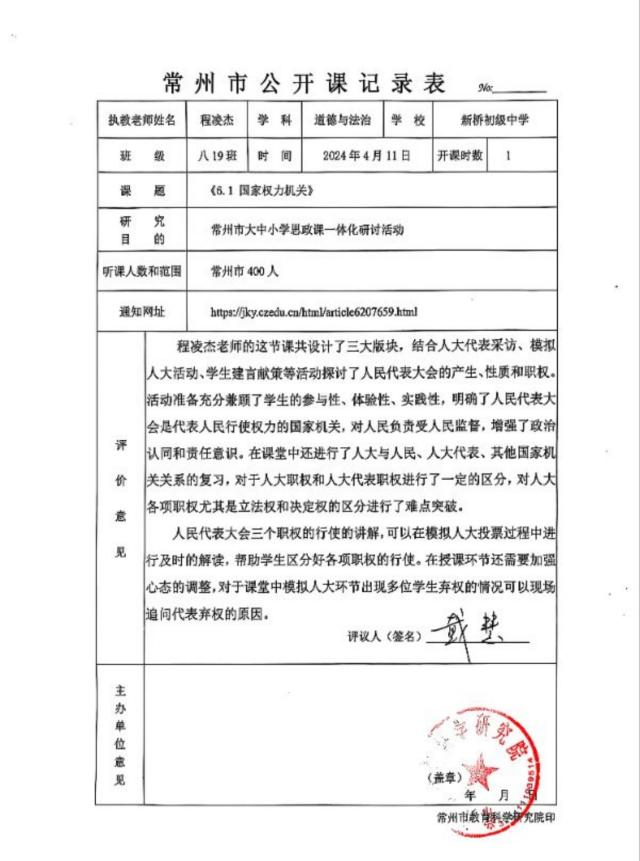 常州市公开课记录表 No:
执教老师姓名 程凌杰 学科 道德与法治 学校 新桥初级中学
班级 八19班 时间 2024年4月11日 开课时数 1
课题 《6.1 国家权力机关》
研究目的 常州市大中小学思政课一体化研讨活动
听课人数和范围 常州市400人
通知网址 https://jky.czedu.cn/html/article6207659.html
评价意见
程凌杰老师的这节课共设计了三大版块，结合人大代表采访、模拟
人大活动、学生建言献策等活动探讨了人民代表大会的产生、性质和职权。
活动准备充分兼顾了学生的参与性、体验性、实践性，明确了人民代表大
会是代表人民行使权力的国家机关，对人民负责受人民监督，增强了政治
认同和责任意识。在课堂中还进行了人大与人民、人大代表、其他国家机
关关系的复习，对于人大职权和人大代表职权进行了一定的区分，对人大
各项职权尤其是立法权和决定权的区分进行了难点突破。
人民代表大会三个职权的行使的讲解，可以在模拟人大投票过程中进
行及时的解读，帮助学生区分好各项职权的行使。在授课环节还需要加强
心态的调整，对于课堂中模拟人大环节出现多位学生弃权的情况可以现场
追问代表弃权的原因。
评议人（签名） 戴慧
主办单位意见
学研究院
（盖章）
年 月 日
常州市教育科学研究院印